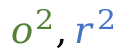 o², r²